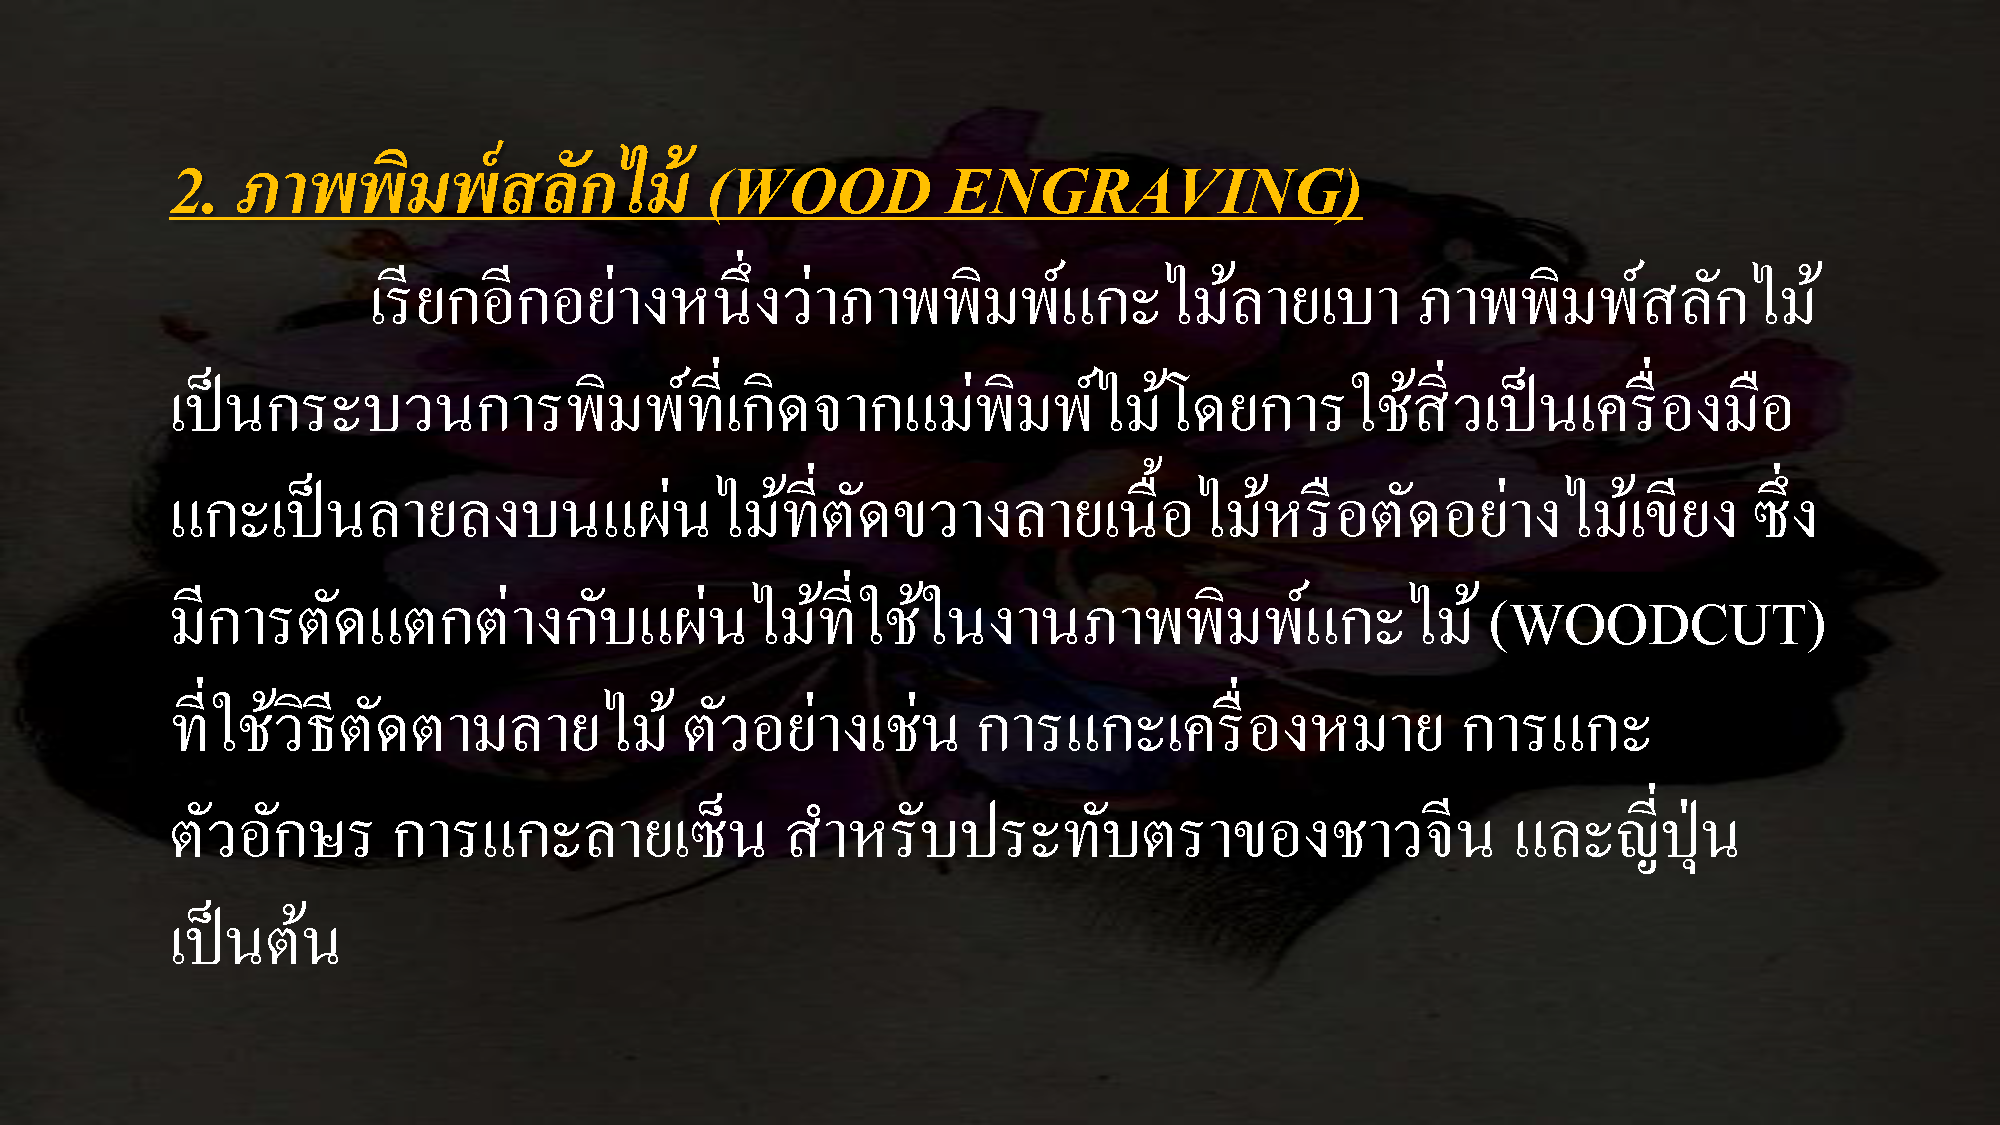 2. ภาพพิมพ์สลักไม้ (WOOD ENGRAVING)
เรียกอีกอย่างหนึ่งว่าภาพพิมพ์แกะไม้ลายเบา ภาพพิมพ์สลักไม้
เป็นกระบวนการพิมพ์ที่เกิดจากแม่พิมพ์ไม้โดยการใช้สิ่วเป็นเครื่องมือ
แกะเป็นลายลงบนแผ่นไม้ที่ตัดขวางลายเนื้อไม้หรือตัดอย่างไม้เขียง ซึ่ง
มีการตัดแตกต่างกับแผ่นไม้ที่ใช้ในงานภาพพิมพ์แกะไม้ (WOODCUT)
ที่ใช้วิธีตัดตามลายไม้ ตัวอย่างเช่น การแกะเครื่องหมาย การแกะ
ตัวอักษร การแกะลายเซ็น สำหรับประทับตราของชาวจีน และญี่ปุ่น
เป็นต้น